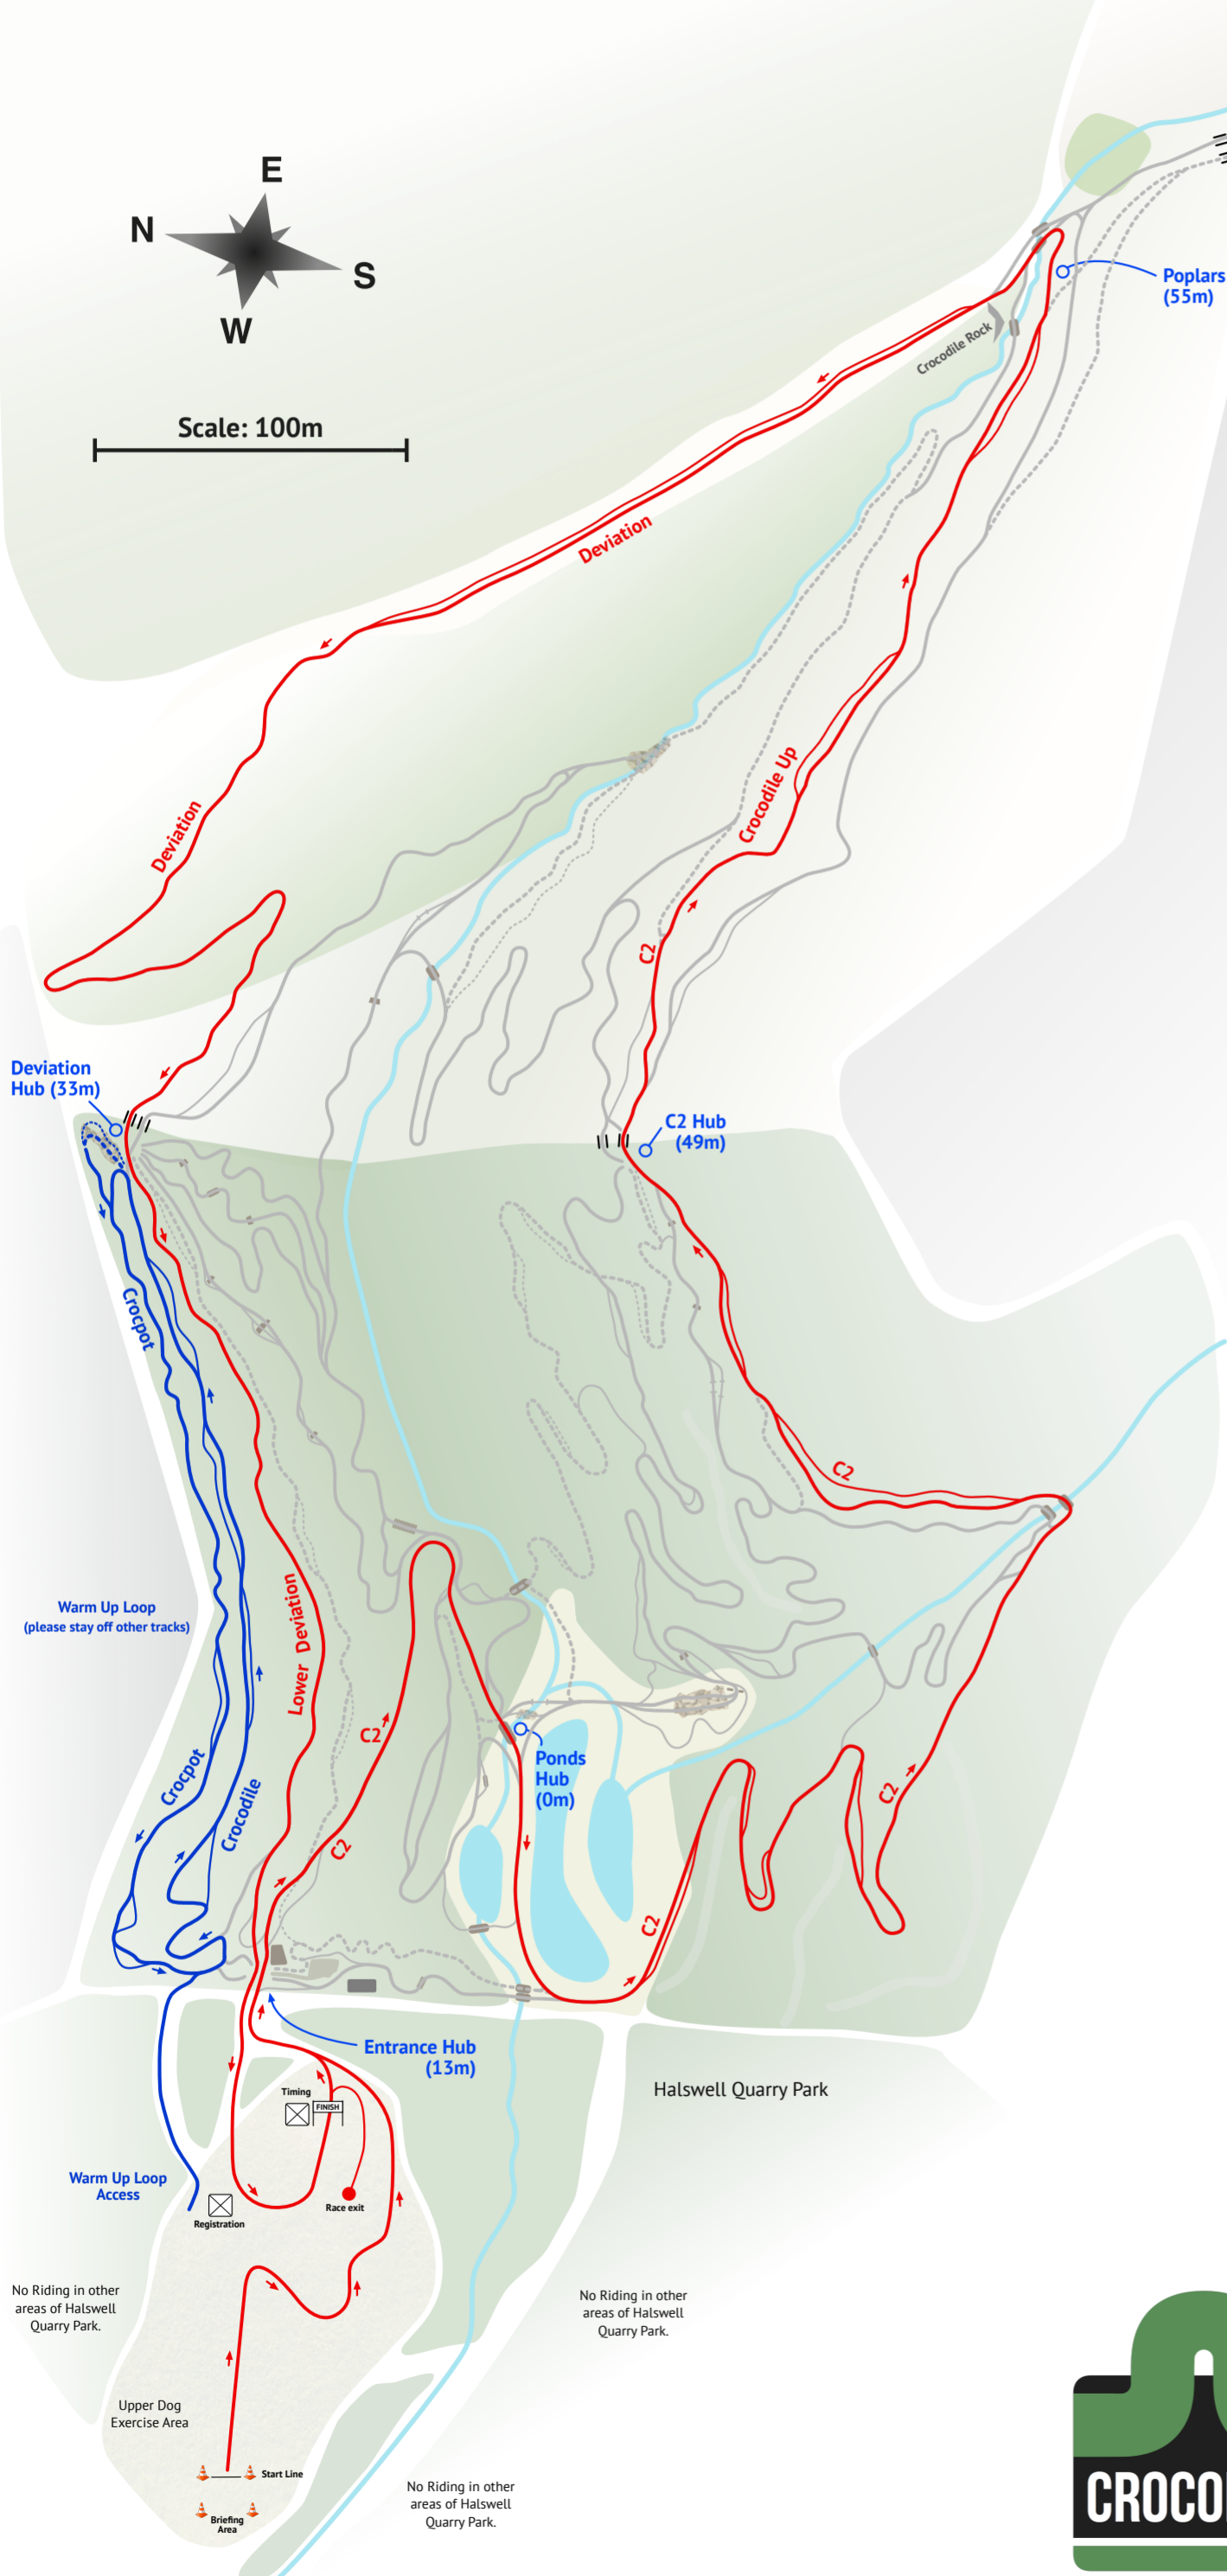 E
N
S
W
Poplars
(55m)
Crocodile Rock
Scale: 100m
Deviation
Crocodile Up
Deviation
C2
Deviation
Hub (33m)
C2 Hub
(49m)
Crocpot
C2
Warm Up Loop
(please stay off other tracks)
Lower Deviation
C2
Ponds
Hub
(0m)
Crocpot
Crocodile
C2
C2
C2
Entrance Hub
(13m)
Halswell Quarry Park
Timing
FINISH
Warm Up Loop
Access
Registration
Race exit
No Riding in other
areas of Halswell
Quarry Park.
No Riding in other
areas of Halswell
Quarry Park.
Upper Dog
Exercise Area
Start Line
No Riding in other
areas of Halswell
Quarry Park.
Briefing
Area
CROCO